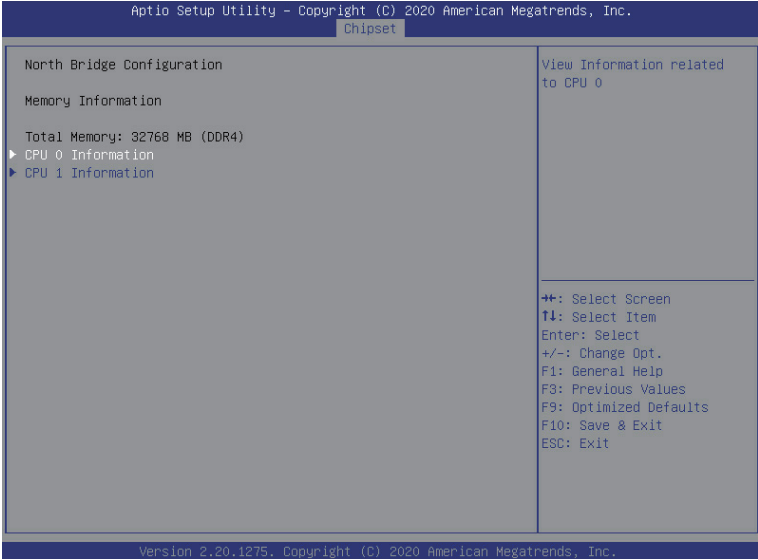 Aptio Setup Utility – Copyright (C) 2020 American Megatrends, Inc.
Chipset
North Bridge Configuration
Memory Information
Total Memory: 32768 MB (DDR4)
▶ CPU 0 Information
▶ CPU 1 Information
View Information related
to CPU 0
→←: Select Screen
↑↓: Select Item
Enter: Select
+/-: Change Opt.
F1: General Help
F3: Previous Values
F9: Optimized Defaults
F10: Save & Exit
ESC: Exit
Version 2.20.1275. Copyright (C) 2020 American Megatrends, Inc.